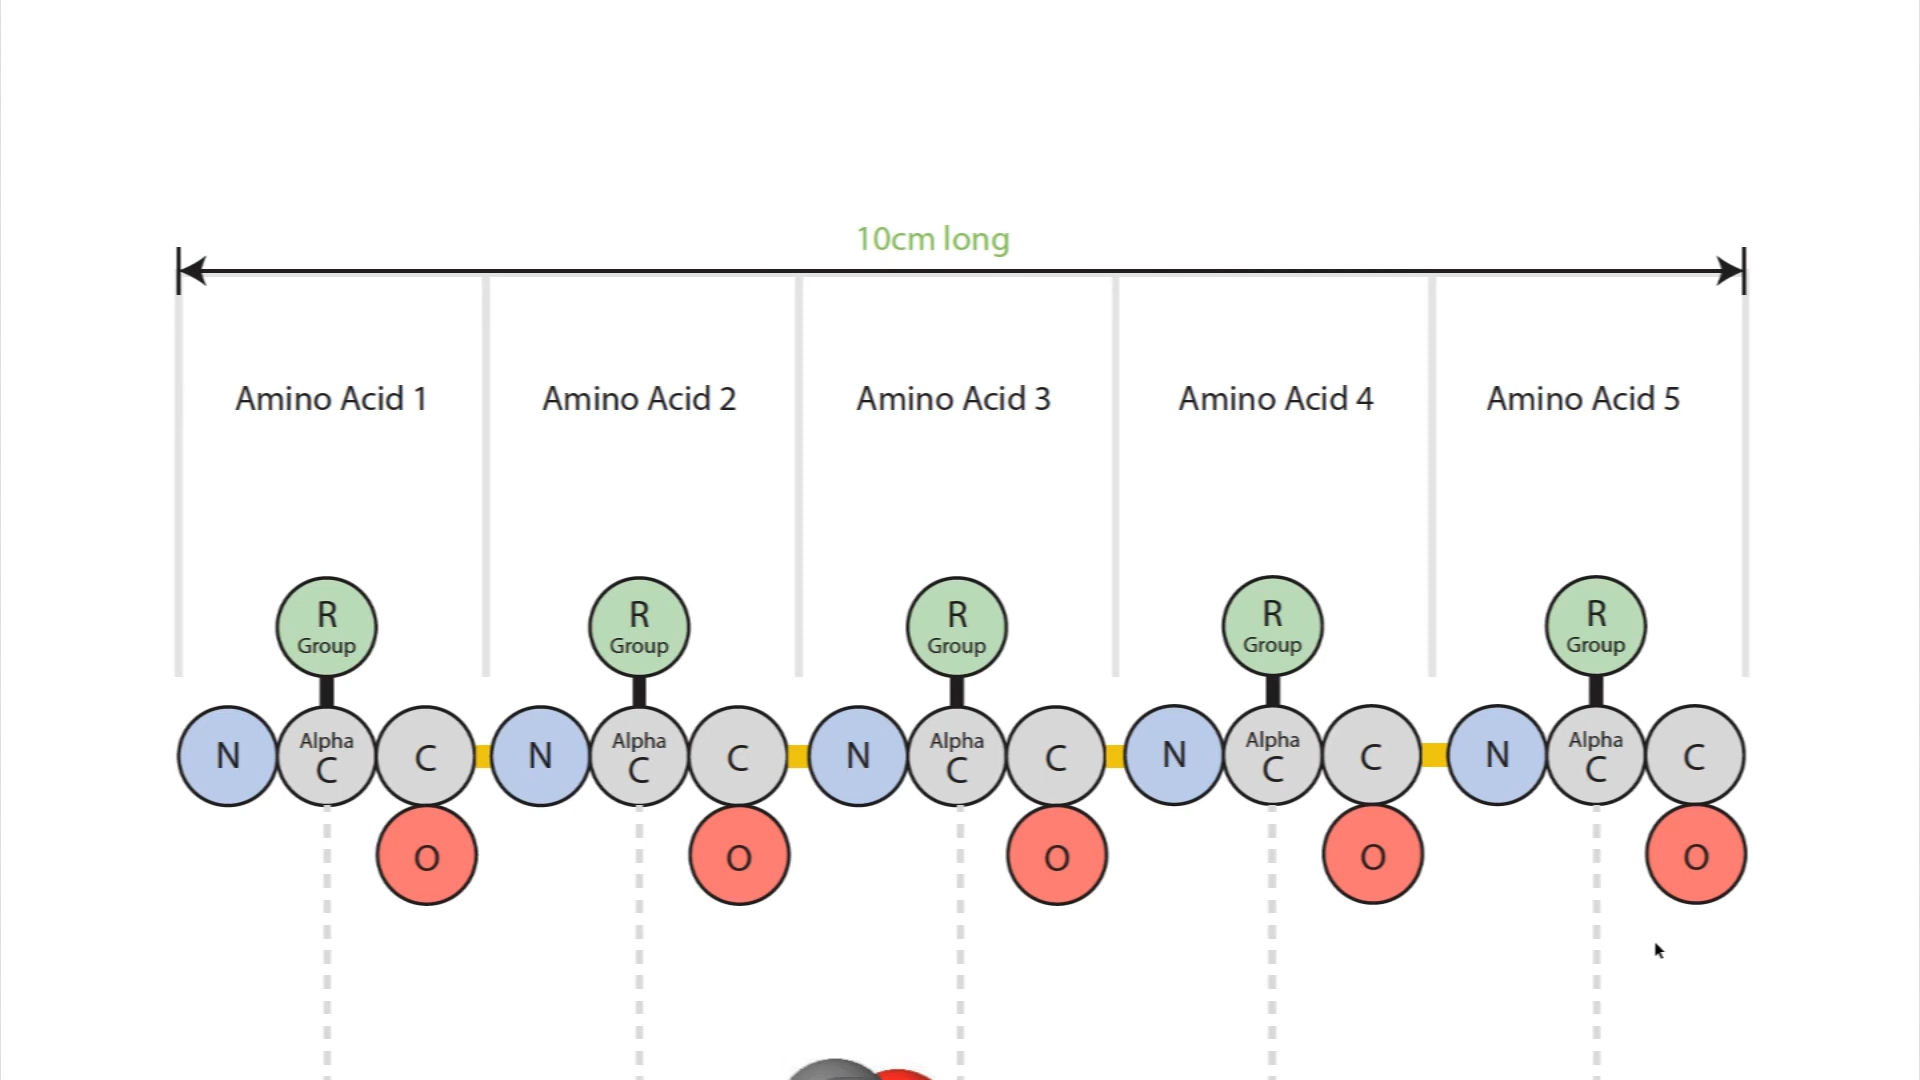 10cm long
Amino Acid 1 Amino Acid 2 Amino Acid 3 Amino Acid 4 Amino Acid 5
R R R R R
Group Group Group Group Group
Alpha Alpha Alpha Alpha Alpha
N C C N C C N C C N C C N C C
O O O O O